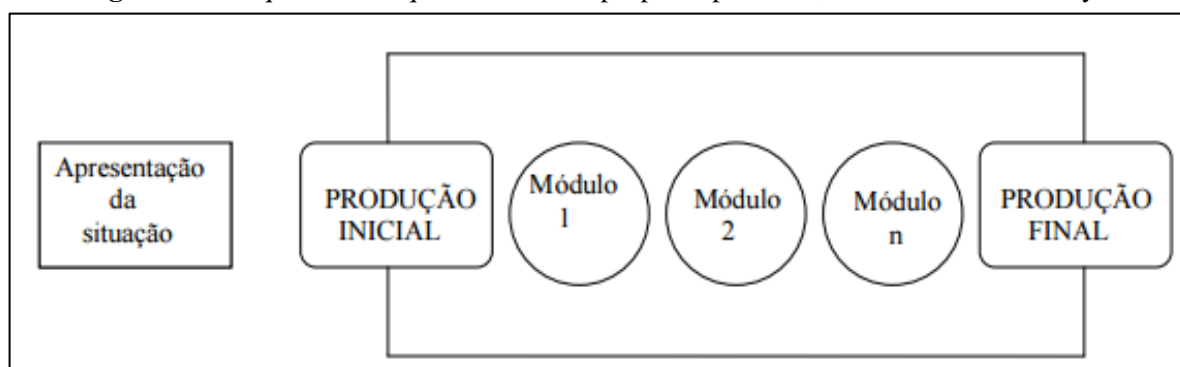 Apresentação
da
situação
PRODUÇÃO
INICIAL
Módulo
1
Módulo
2
Módulo
n
PRODUÇÃO
FINAL